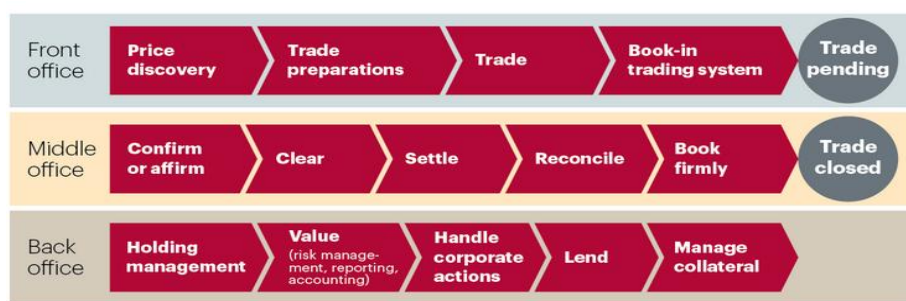 Front
office
Price
discovery
Trade
preparations
Trade
Book-in
trading system
Trade
pending
Middle
office
Confirm
or affirm
Clear
Settle
Reconcile
Book
firmly
Trade
closed
Back
office
Holding
management
Value
(risk manage-
ment, reporting,
accounting)
Handle
corporate
actions
Lend
Manage
collateral